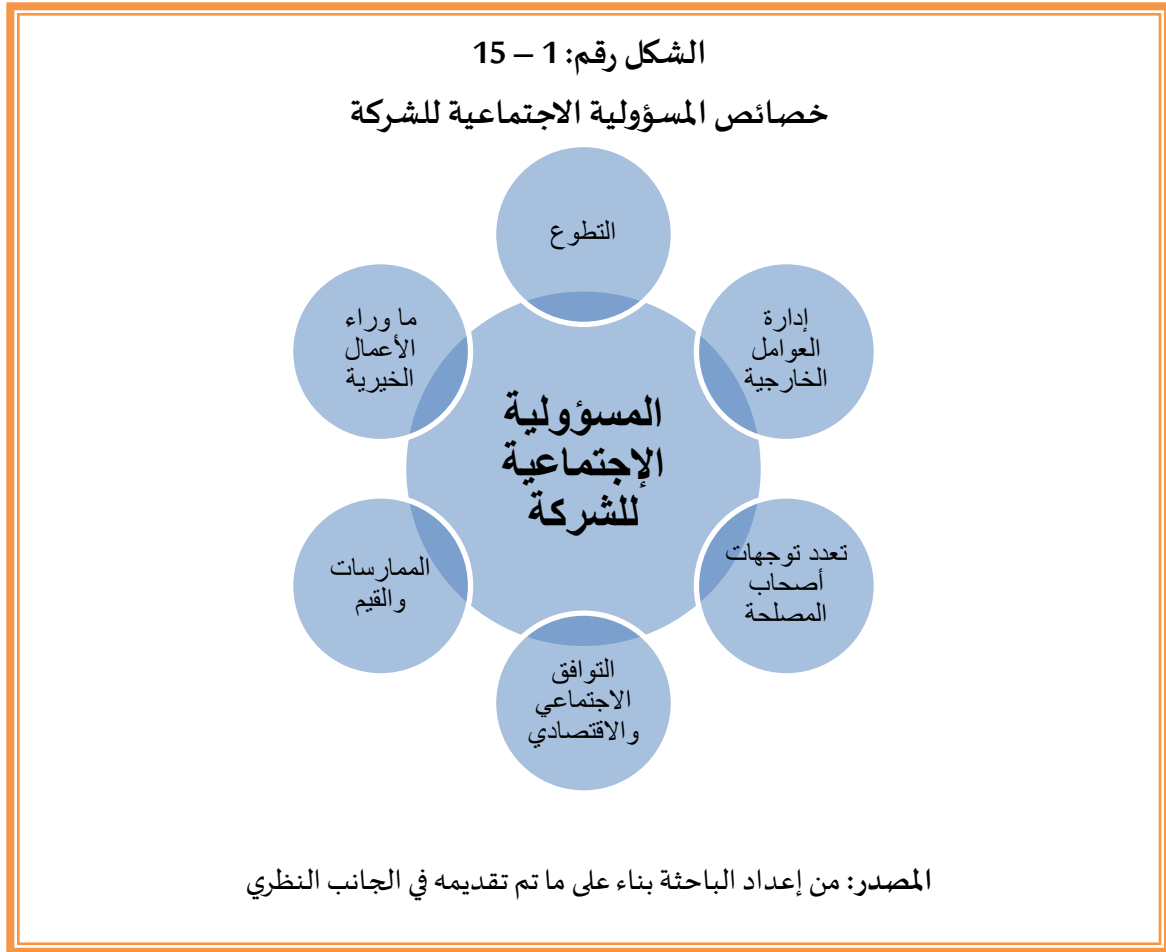 الشكل رقم: 1 – 15
خصائص المسؤولية الاجتماعية للشركة
التطوع
إدارة
العوامل
الخارجية
تعدد توجهات
أصحاب
المصلحة
التوافق
الاجتماعي
والاقتصادي
الممارسات
والقيم
ما وراء
الأعمال
الخيرية
المسؤولية
الإجتماعية
للشركة
المصدر: من إعداد الباحثة بناء على ما تم تقديمه في الجانب النظري